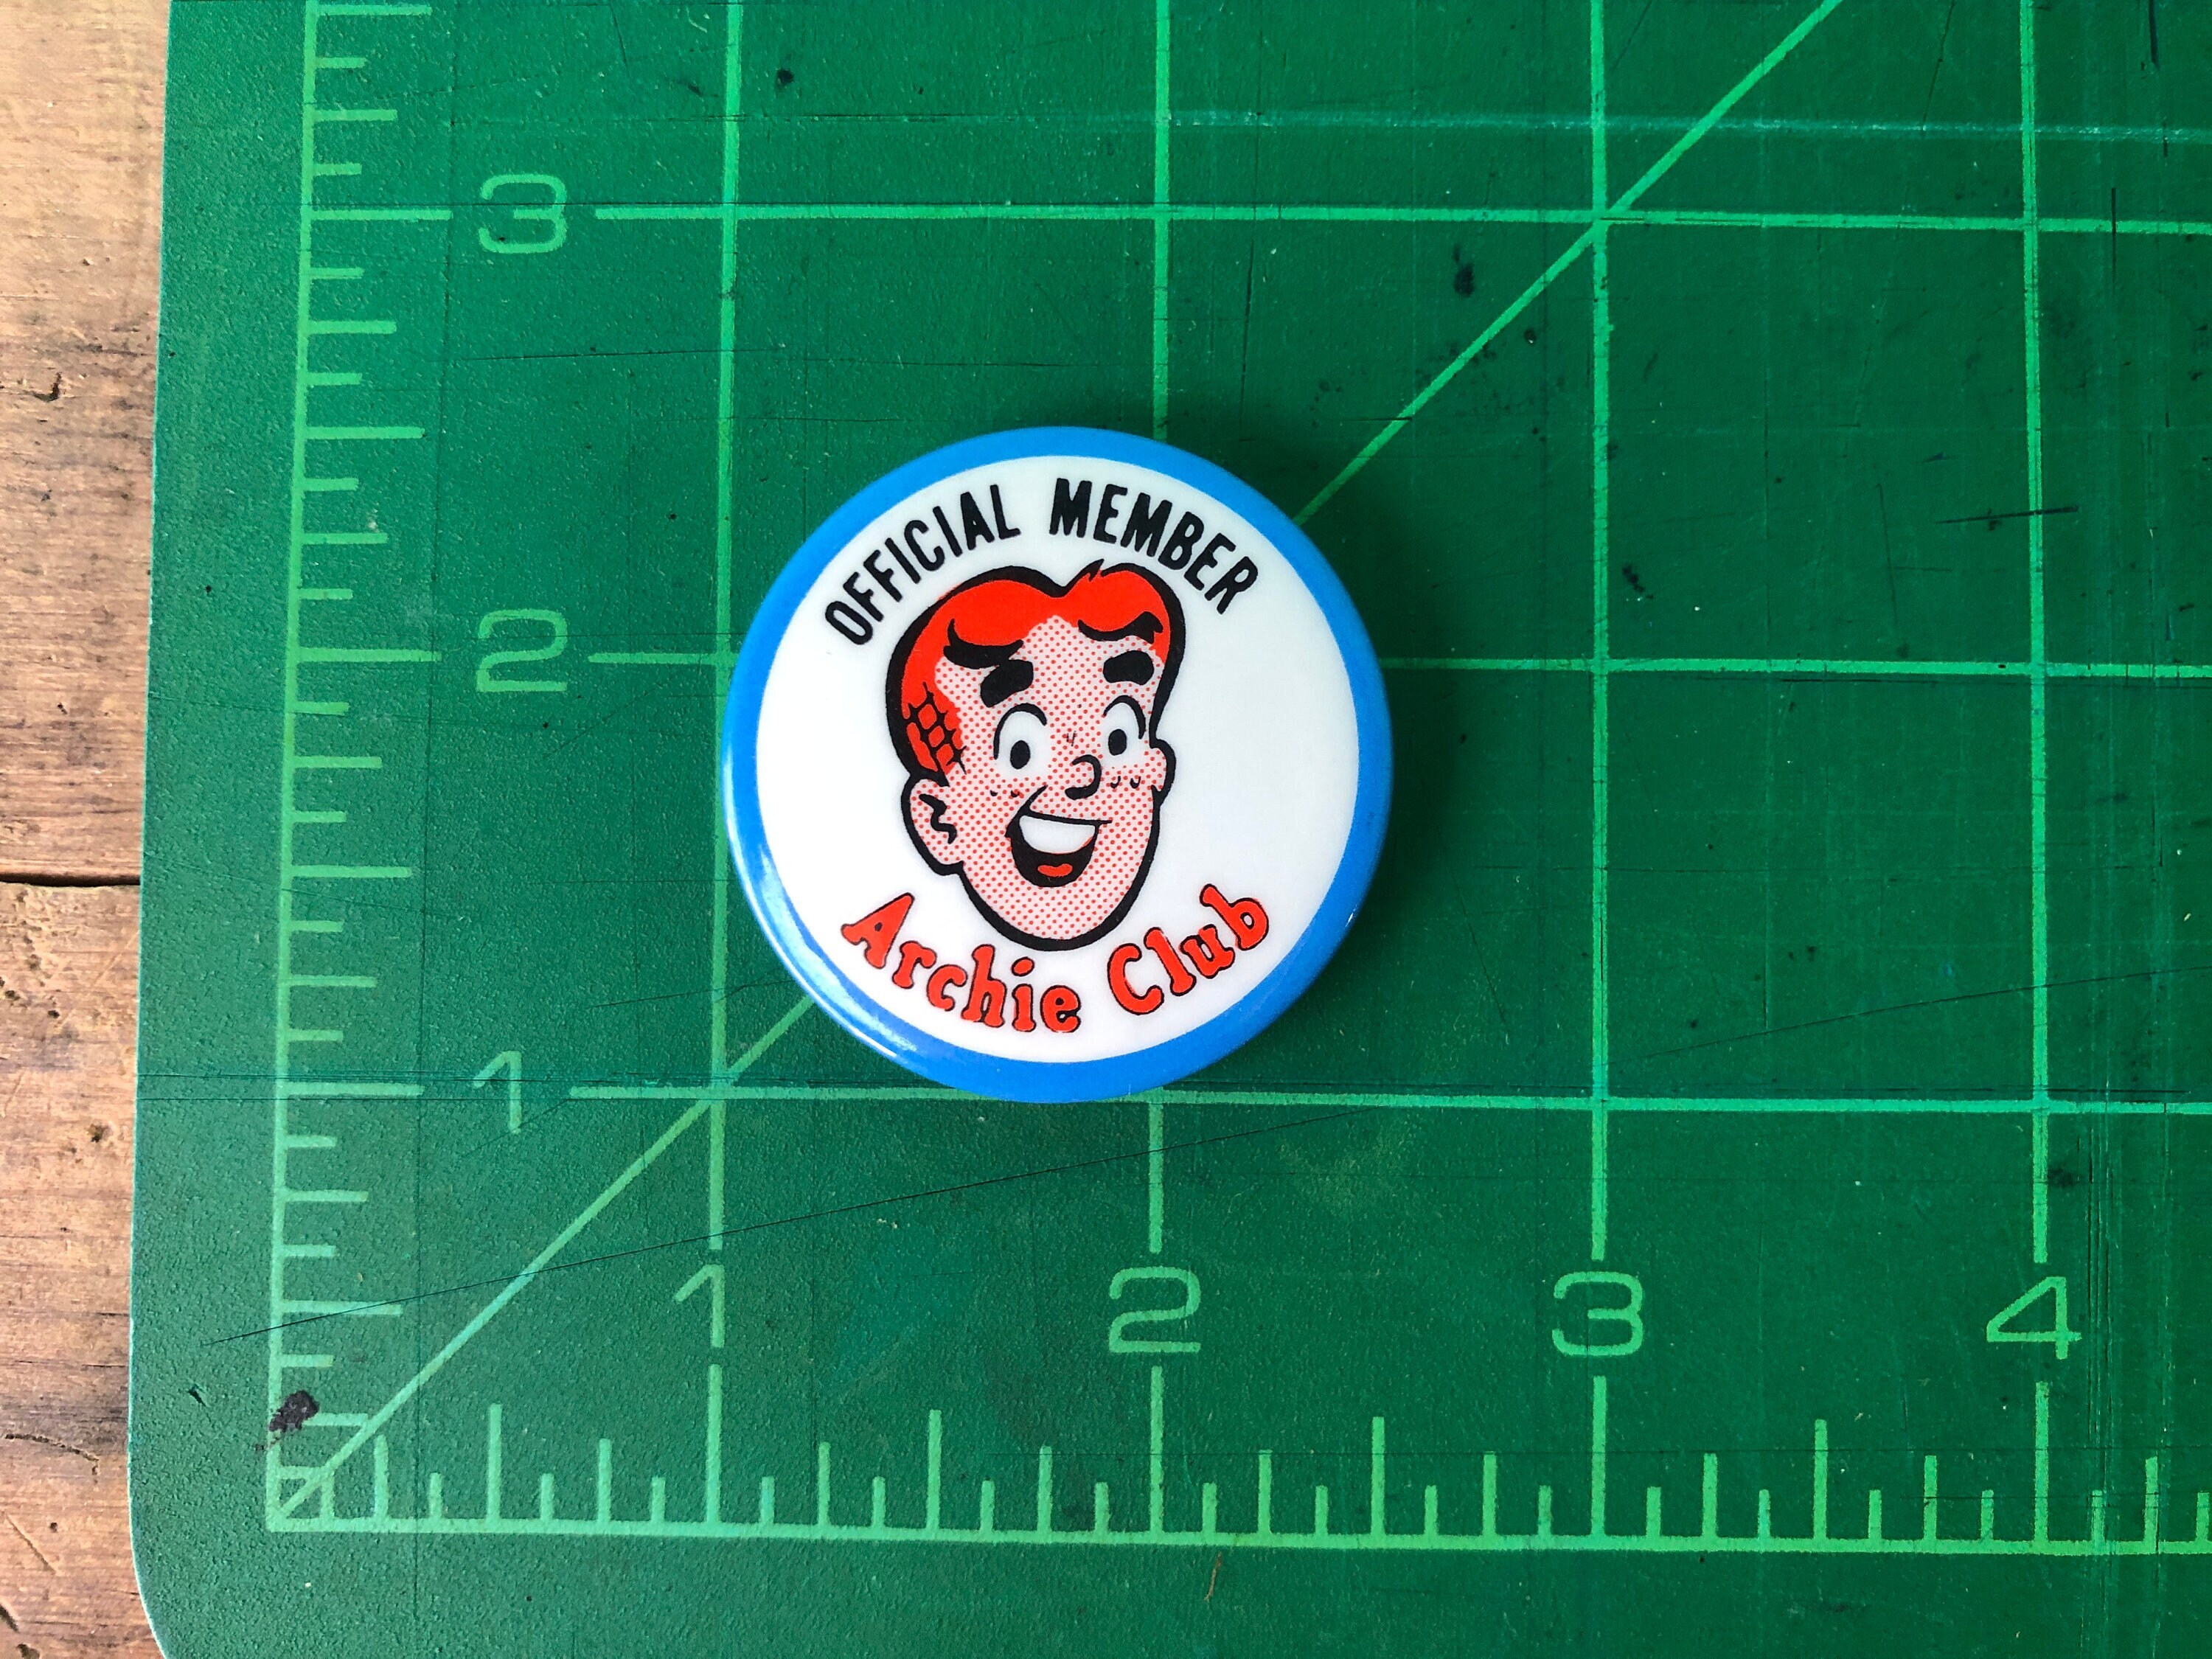 3
OFFICIAL MEMBER
2
Archie Club
1
1 2 3 4